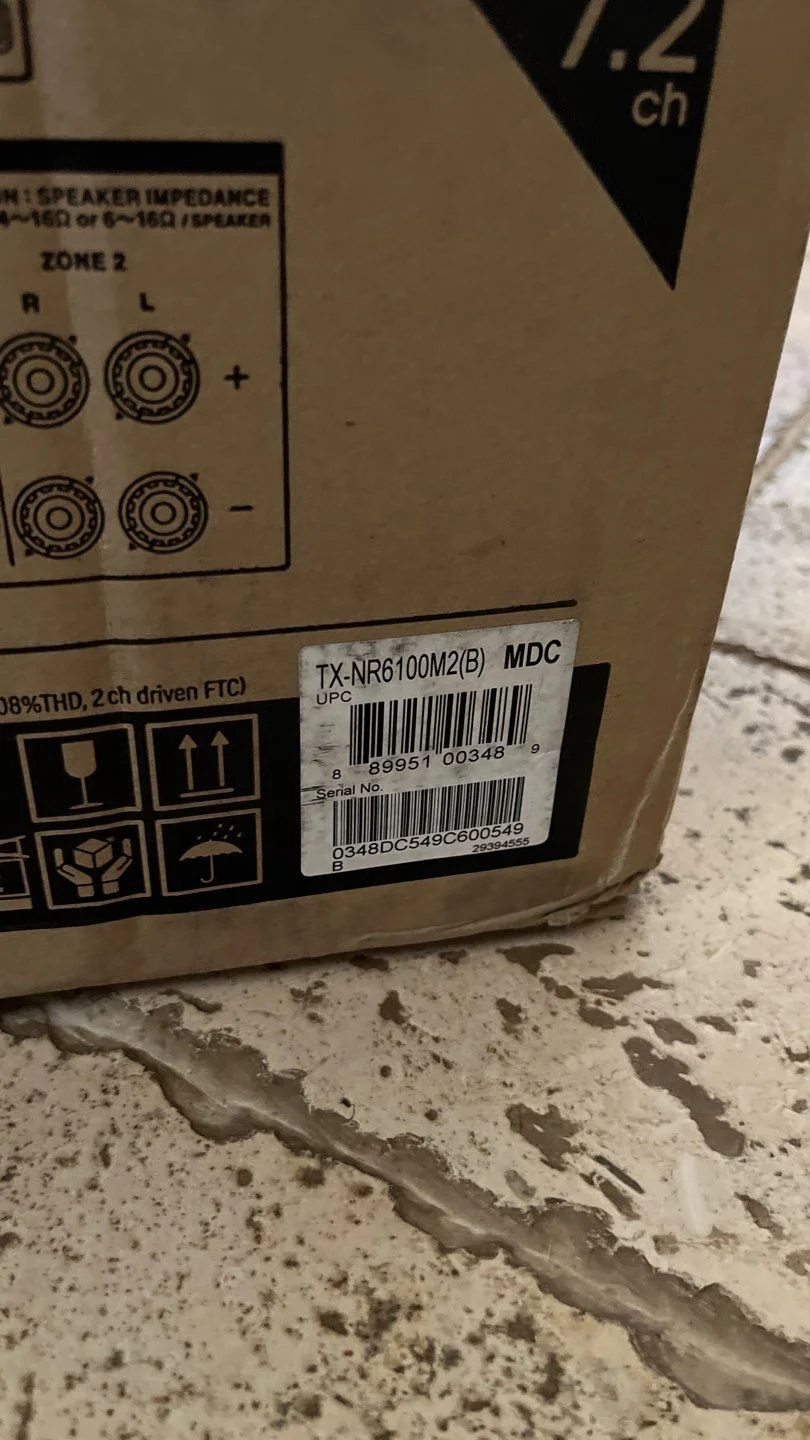 7.2
ch
: SPEAKER IMPEDANCE
4~16Ω or 6~16Ω / SPEAKER
ZONE 2
R L
+
−
TX-NR6100M2(B) MDC
UPC
8 89951 00348 9
Serial No.
0348DC549C600549
29394555
B
08%THD, 2 ch driven FTC)